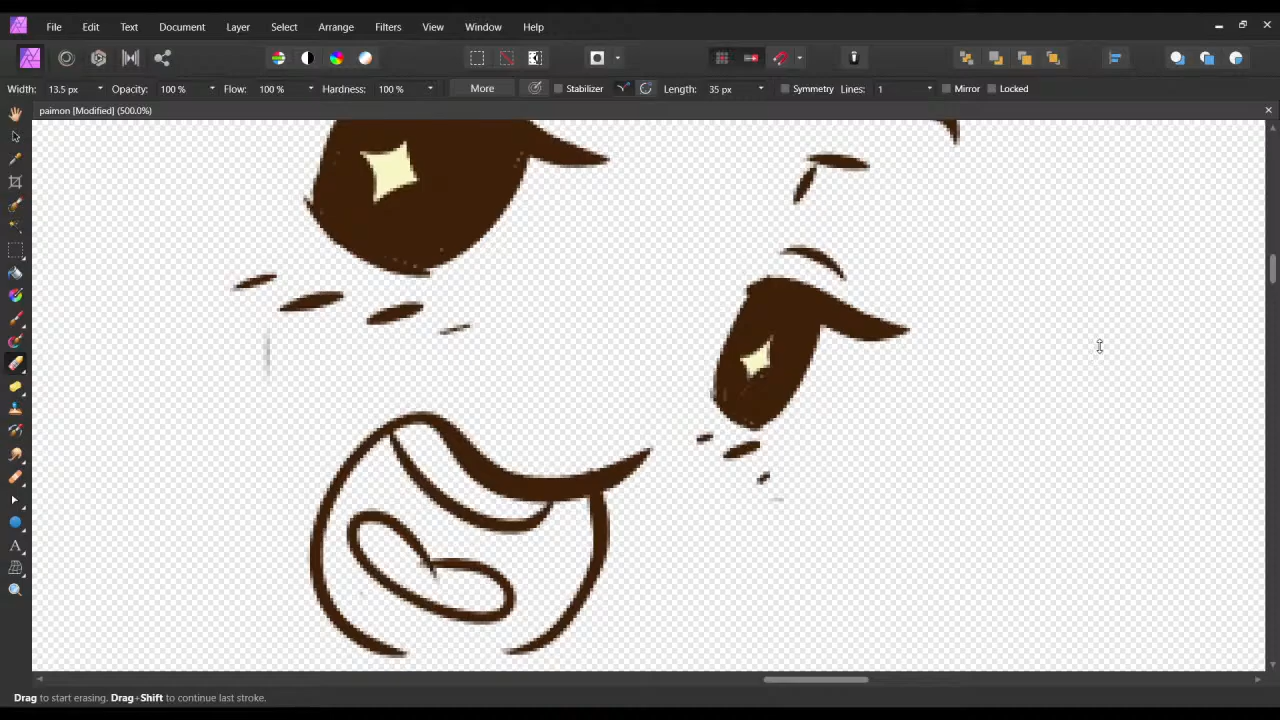 File Edit Text Document Layer Select Arrange Filters View Window Help
Width: 13.5 px Opacity: 100 % Flow: 100 % Hardness: 100 % More Stabilizer Length: 35 px Symmetry Lines: 1 Mirror Locked
paimon [Modified] (500.0%)
Drag to start erasing. Drag+Shift to continue last stroke.